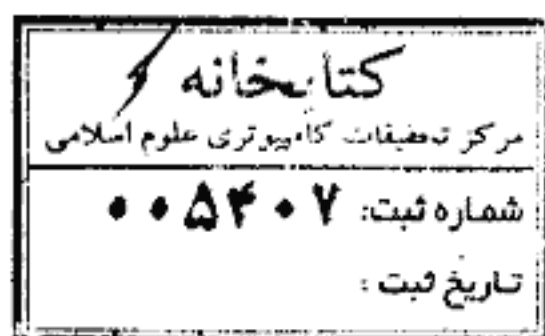 کتابخانه
مرکز تحقیقات کامپیوتری علوم اسلامی
شماره ثبت: ۰۰۵۴۰۷
تاریخ ثبت :